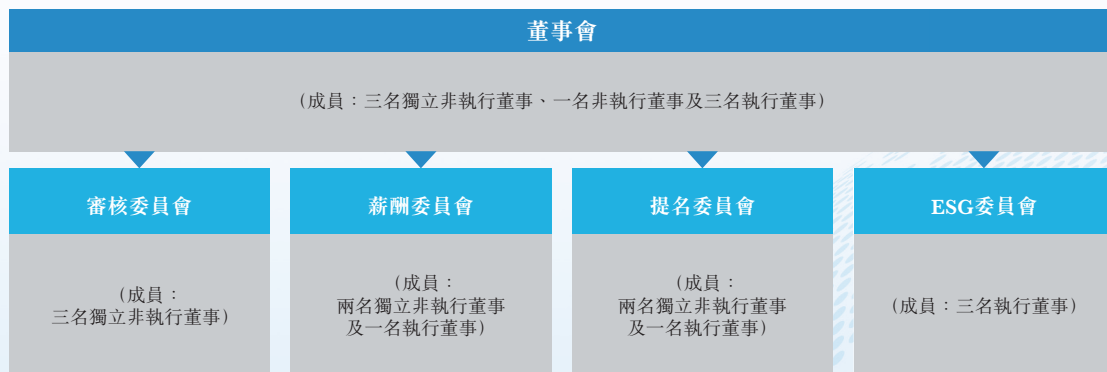 董事會
（成員：三名獨立非執行董事、一名非執行董事及三名執行董事）
審核委員會
（成員：
三名獨立非執行董事）
薪酬委員會
（成員：
兩名獨立非執行董事
及一名執行董事）
提名委員會
（成員：
兩名獨立非執行董事
及一名執行董事）
ESG委員會
（成員：三名執行董事）